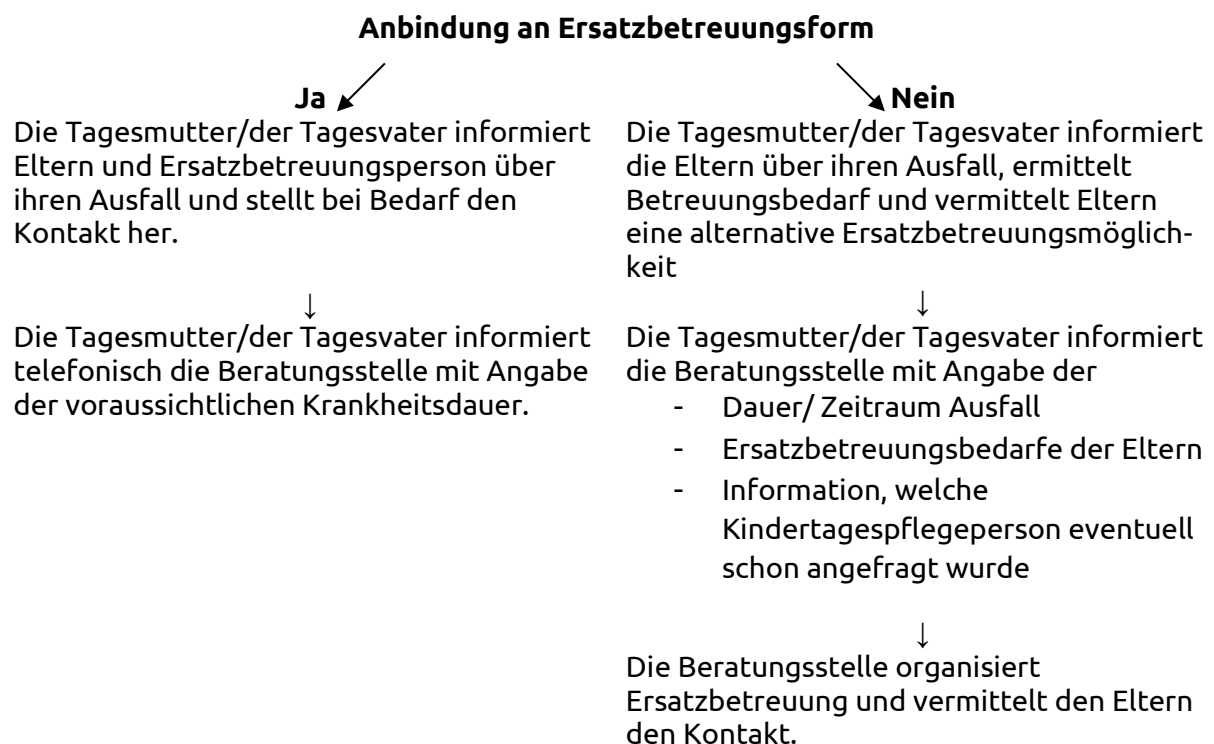 Anbindung an Ersatzbetreuungsform
Ja
Die Tagesmutter/der Tagesvater informiert
Eltern und Ersatzbetreuungsperson über
ihren Ausfall und stellt bei Bedarf den
Kontakt her.
↓
Die Tagesmutter/der Tagesvater informiert
telefonisch die Beratungsstelle mit Angabe
der voraussichtlichen Krankheitsdauer.
Nein
Die Tagesmutter/der Tagesvater informiert
die Eltern über ihren Ausfall, ermittelt
Betreuungsbedarf und vermittelt Eltern
eine alternative Ersatzbetreuungsmöglich-
keit
↓
Die Tagesmutter/der Tagesvater informiert
die Beratungsstelle mit Angabe der
- Dauer/ Zeitraum Ausfall
- Ersatzbetreuungsbedarfe der Eltern
- Information, welche
Kindertagespflegeperson eventuell
schon angefragt wurde
↓
Die Beratungsstelle organisiert
Ersatzbetreuung und vermittelt den Eltern
den Kontakt.